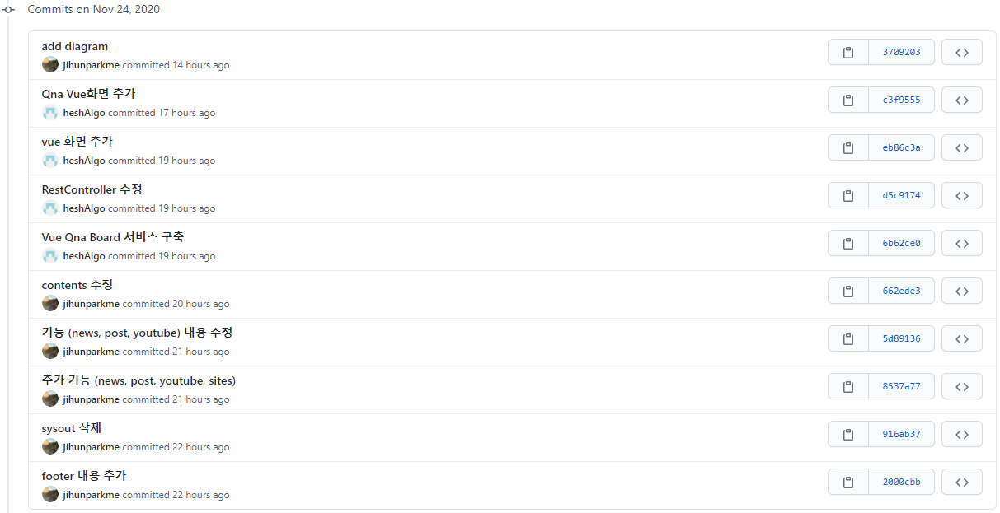 Commits on Nov 24, 2020
add diagram
3709203
jihunparkme committed 14 hours ago
Qna Vue화면 추가
c3f9555
heshAlgo committed 17 hours ago
vue 화면 추가
eb86c3a
heshAlgo committed 19 hours ago
RestController 수정
d5c9174
heshAlgo committed 19 hours ago
Vue Qna Board 서비스 구축
6b62ce0
heshAlgo committed 19 hours ago
contents 수정
662ede3
jihunparkme committed 20 hours ago
기능 (news, post, youtube) 내용 수정
5d89136
jihunparkme committed 21 hours ago
추가 기능 (news, post, youtube, sites)
8537a77
jihunparkme committed 21 hours ago
sysout 삭제
916ab37
jihunparkme committed 22 hours ago
footer 내용 추가
2000cbb
jihunparkme committed 22 hours ago